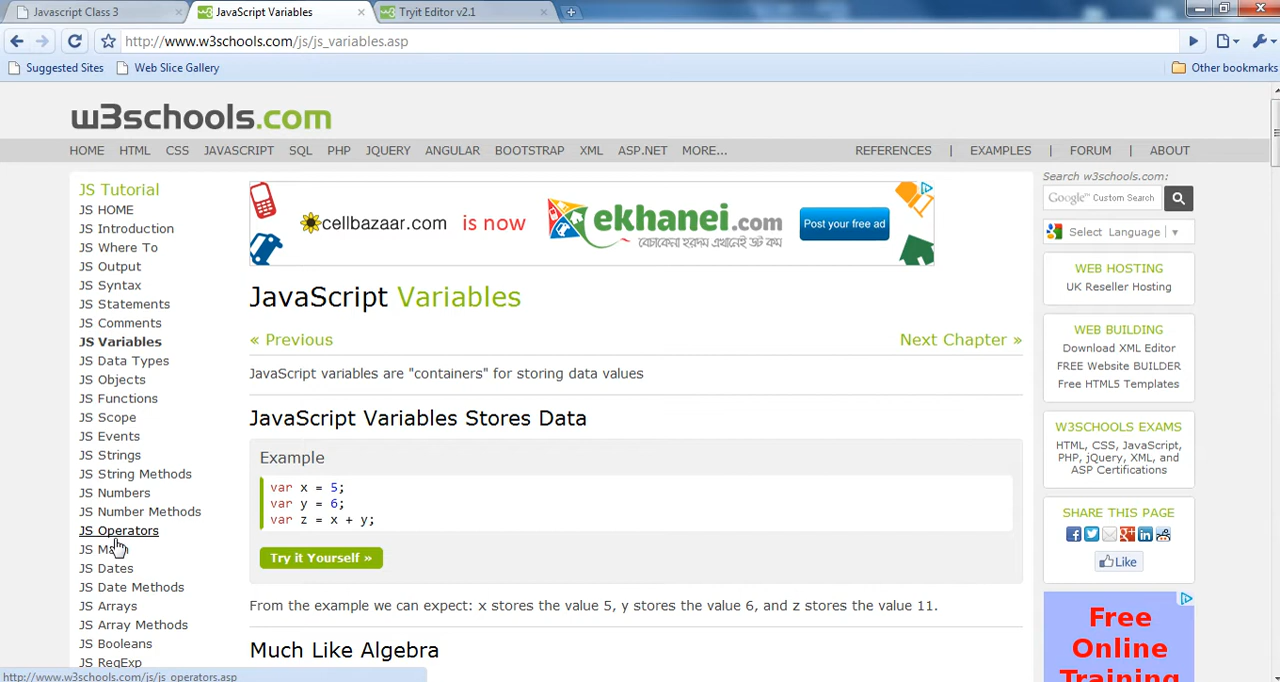 Javascript Class 3
JavaScript Variables
Tryit Editor v2.1
http://www.w3schools.com/js/js_variables.asp
Suggested Sites
Web Slice Gallery
Other bookmarks
w3schools.com
HOME HTML CSS JAVASCRIPT SQL PHP JQUERY ANGULAR BOOTSTRAP XML ASP.NET MORE... REFERENCES | EXAMPLES | FORUM | ABOUT
JS Tutorial
JS HOME
JS Introduction
JS Where To
JS Output
JS Syntax
JS Statements
JS Comments
JS Variables
JS Data Types
JS Objects
JS Functions
JS Scope
JS Events
JS Strings
JS String Methods
JS Numbers
JS Number Methods
JS Operators
JS Math
JS Dates
JS Date Methods
JS Arrays
JS Array Methods
JS Booleans
JS RegExp
cellbazaar.com is now ekhanei.com
বেচাকেনা হরদম এখানেই ডট কম
Post your free ad
JavaScript Variables
« Previous
Next Chapter »
JavaScript variables are "containers" for storing data values
JavaScript Variables Stores Data
Example
var x = 5;
var y = 6;
var z = x + y;
Try it Yourself »
From the example we can expect: x stores the value 5, y stores the value 6, and z stores the value 11.
Much Like Algebra
Search w3schools.com:
Google™ Custom Search
Select Language ▼
WEB HOSTING
UK Reseller Hosting
WEB BUILDING
Download XML Editor
FREE Website BUILDER
Free HTML5 Templates
W3SCHOOLS EXAMS
HTML, CSS, JavaScript,
PHP, jQuery, XML, and
ASP Certifications
SHARE THIS PAGE
Like
Free
Online
Training
http://www.w3schools.com/js/js_operators.asp